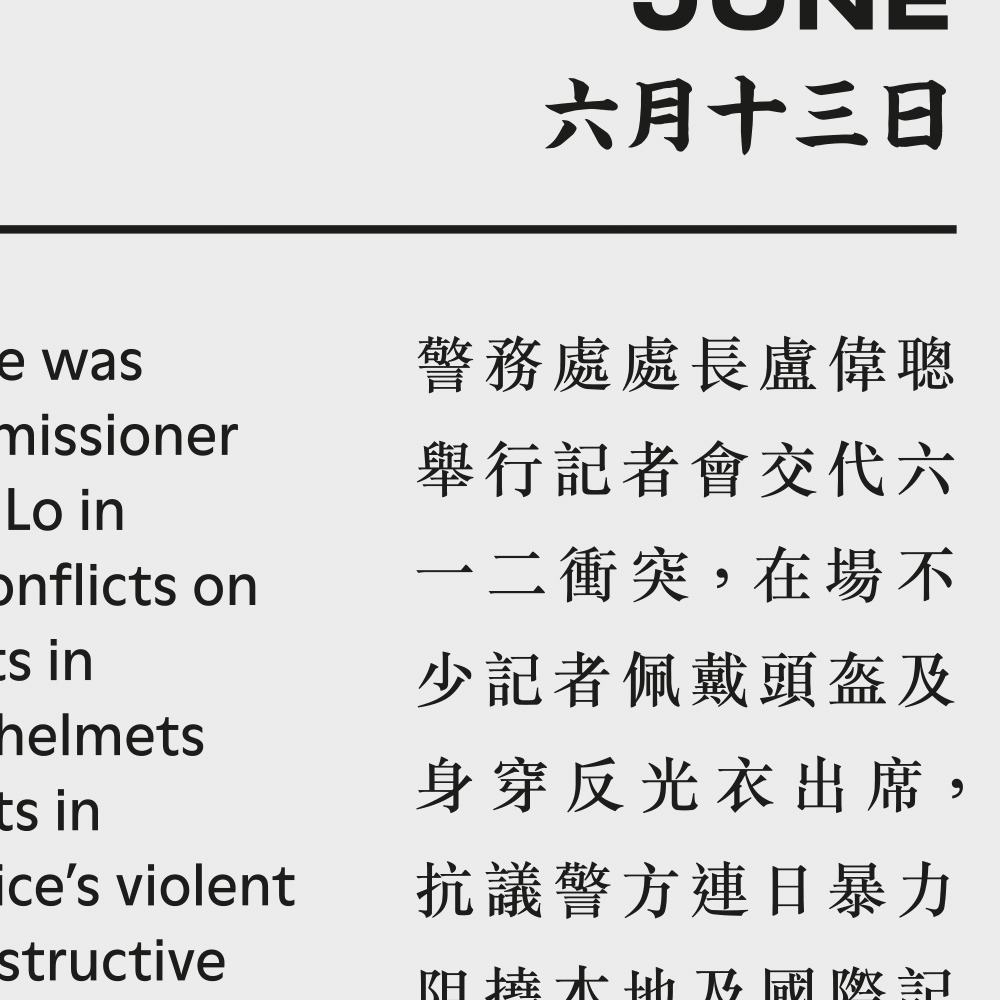 JUNE
六月十三日
e was
missioner
Lo in
onflicts on
ts in
helmets
ts in
ice’s violent
structive
警務處處長盧偉聰
舉行記者會交代六
一二衝突，在場不
少記者佩戴頭盔及
身穿反光衣出席，
抗議警方連日暴力
阻撓本地及國際記